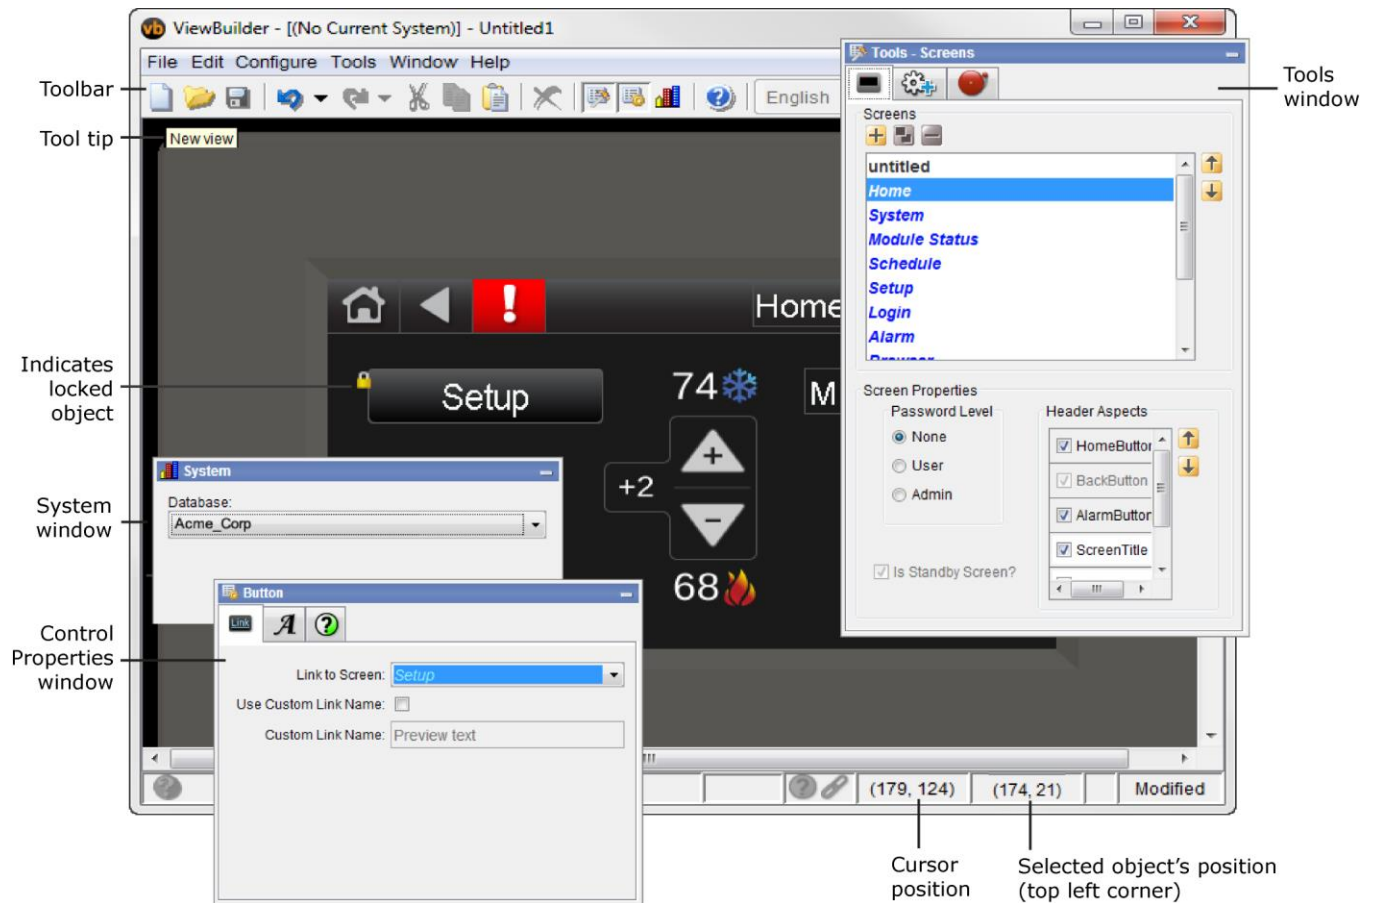 ViewBuilder - [(No Current System)] - Untitled1
File Edit Configure Tools Window Help
Toolbar
English
Tool tip
New view
Tools - Screens
Tools
window
Screens
untitled
Home
System
Module Status
Schedule
Setup
Login
Alarm
Browser
Home
Indicates
locked
object
Setup
74
M
+2
68
Screen Properties
Password Level
None
User
Admin
Is Standby Screen?
Header Aspects
HomeButton
BackButton
AlarmButton
ScreenTitle
System
window
System
Database:
Acme_Corp
Control
Properties
window
Button
Link
A
Link to Screen: Setup
Use Custom Link Name:
Custom Link Name: Preview text
(179, 124)
(174, 21)
Modified
Cursor
position
Selected object's position
(top left corner)